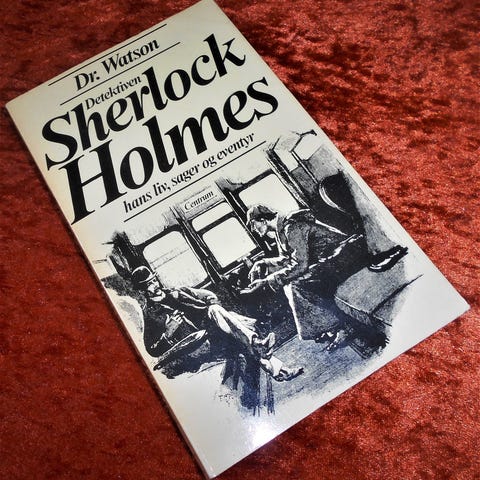 Dr. Watson
Detektiven
Sherlock
Holmes
hans liv, sager og eventyr
Centrum